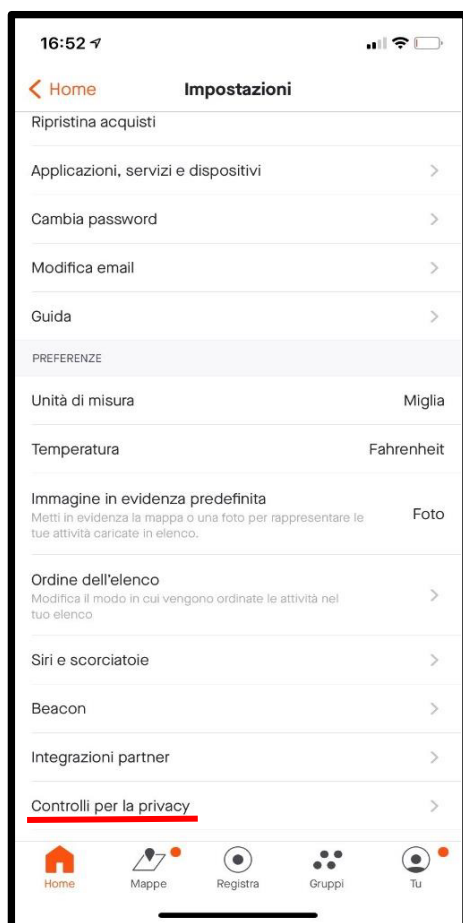 16:52
Home
Impostazioni
Ripristina acquisti
Applicazioni, servizi e dispositivi
Cambia password
Modifica email
Guida
PREFERENZE
Unità di misura
Miglia
Temperatura
Fahrenheit
Immagine in evidenza predefinita
Metti in evidenza la mappa o una foto per rappresentare le
tue attività caricate in elenco.
Foto
Ordine dell'elenco
Modifica il modo in cui vengono ordinate le attività nel
tuo elenco
Siri e scorciatoie
Beacon
Integrazioni partner
Controlli per la privacy
Home
Mappe
Registra
Gruppi
Tu